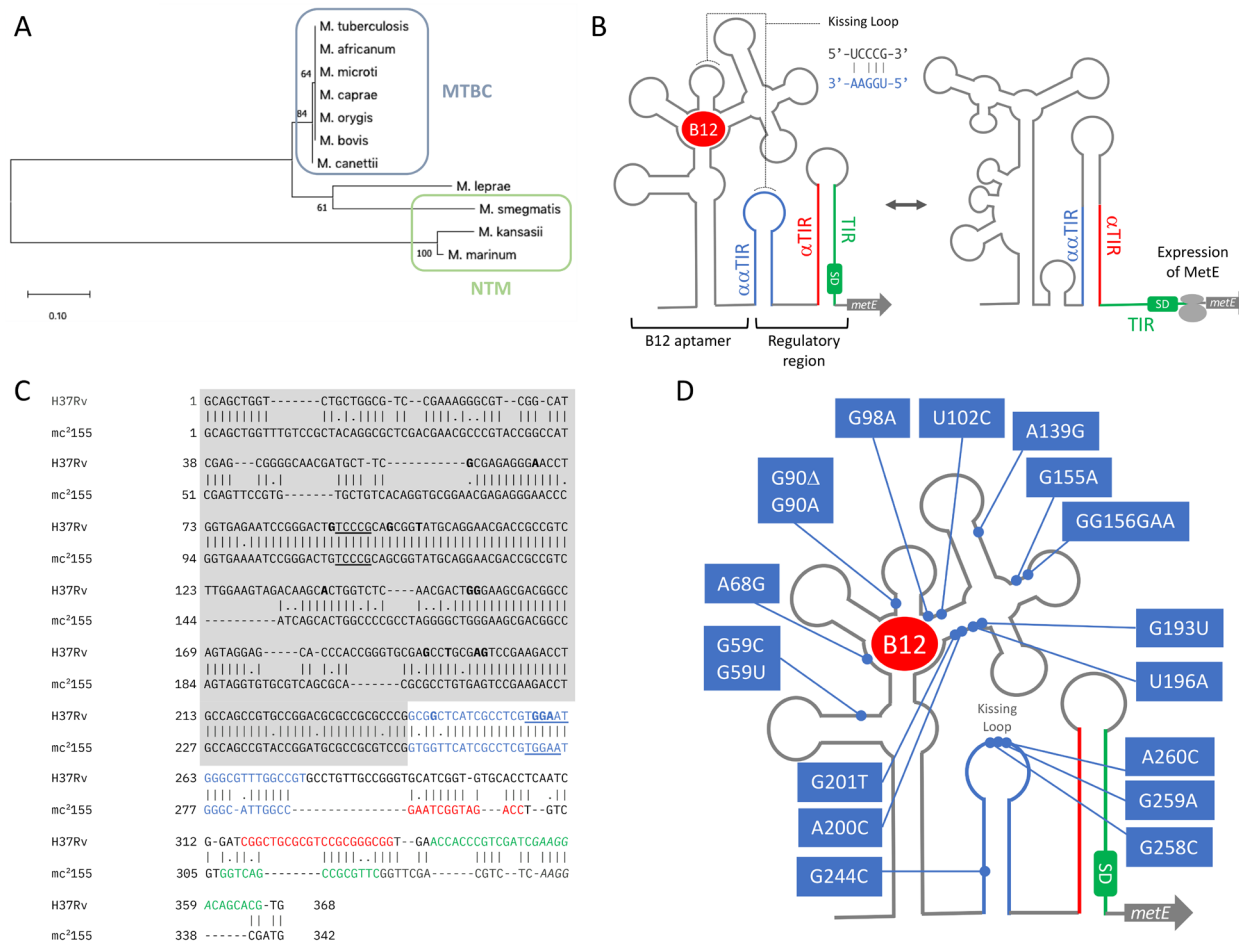 A
M. tuberculosis
M. africanum
M. microti
M. caprae
M. orygis
M. bovis
M. canettii
64
84
MTBC
M. leprae
61
M. smegmatis
M. kansasii
100
M. marinum
NTM
0.10
B
Kissing Loop
5’-UCCCG-3’
3’-AAGGU-5’
B12
ααTIR
αTIR
TIR
SD
metE
B12 aptamer
Regulatory region
ααTIR
αTIR
Expression of MetE
SD
metE
TIR
C
H37Rv 1 GCAGCTGGT-------CTGCTGGCG-TC--CGAAAGGGCGT--CGG-CAT
mc²155 1 GCAGCTGGTTTGTCCGCTACAGGCGCTCGACGAACGCCCGTACCGGCCAT
H37Rv 38 CGAG---CGGGGCAACGATGCT-TC-----------GCGAGAGGGAACCT
mc²155 51 CGAGTTCCGTG--------TGCTGTCACAGGTGCGGAACGAGAGGGAACCC
H37Rv 73 GGTGAGAATCCGGGACTGTCCCGCAGCGGTATGCAGGAACGACCGCCGTC
mc²155 94 GGTGAAAATCCGGGACTGTCCCGCAGCGGTATGCAGGAACGACCGCCGTC
H37Rv 123 TTGGAAGTAGACAAGCACTGGTCTC-----AACGACTGGGAAGCGACGGCC
mc²155 144 ----------ATCAGCACTGGCCCCGCCTAGGGGCTGGGAAGCGACGGCC
H37Rv 169 AGTAGGAG-----CA-CCCACCGGGTGCGAGCCTGCGAGTCCGAAGACCT
mc²155 184 AGTAGGTGTGCGTCAGCGCA-------CGCGCCTGTGAGTCCGAAGACCT
H37Rv 213 GCCAGCCGTGCCGGACGCGCCGCGCCCGGCGGCTCATCGCCTCGTGGAAT
mc²155 227 GCCAGCCGTACCGGATGCGCCGCGTCCGGTGGTTCATCGCCTCGTGGAAT
H37Rv 263 GGGCGTTTGGCCGTGCCTGTTGCCGGGTGCATCGGT-GTGCACCTCAATC
mc²155 277 GGGC-ATTGGCC----------------GAATCGGTAG---ACCT--GTC
H37Rv 312 G-GATCGGCTGCGCGTCCGCGGGCGGT--GAACCACCCGTCGATCGAAGG
mc²155 305 GTGGTCAG--------CCGCGTTCGGTTCGA------CGTC--TC-AAGG
H37Rv 359 ACAGCACG-TG 368
mc²155 338 ------CGATG 342
D
G98A
U102C
A139G
G90Δ
G90A
G155A
GG156GAA
A68G
G59C
G59U
B12
G193U
U196A
Kissing Loop
G201T
A200C
G244C
A260C
G259A
G258C
SD
metE